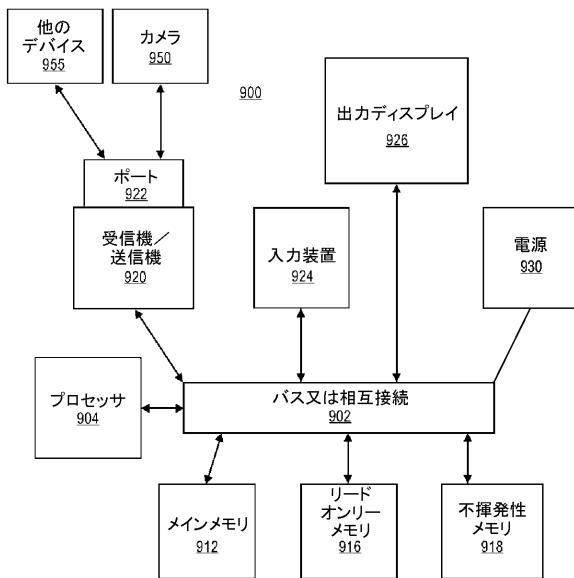 他の
デバイス
955
カメラ
950
900
出力ディスプレイ
926
ポート
922
受信機／
送信機
920
入力装置
924
電源
930
プロセッサ
904
バス又は相互接続
902
メインメモリ
912
リード
オンリー
メモリ
916
不揮発性
メモリ
918